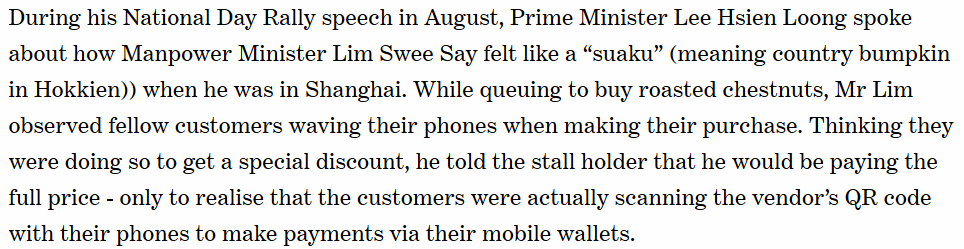 During his National Day Rally speech in August, Prime Minister Lee Hsien Loong spoke
about how Manpower Minister Lim Swee Say felt like a “suaku” (meaning country bumpkin
in Hokkien)) when he was in Shanghai. While queuing to buy roasted chestnuts, Mr Lim
observed fellow customers waving their phones when making their purchase. Thinking they
were doing so to get a special discount, he told the stall holder that he would be paying the
full price - only to realise that the customers were actually scanning the vendor’s QR code
with their phones to make payments via their mobile wallets.